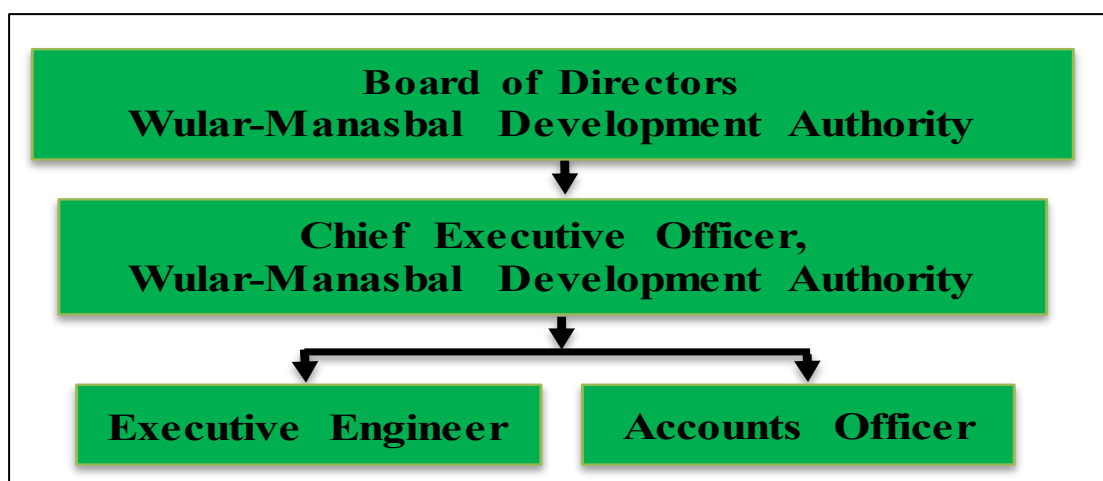 Board of Directors
Wular-Manasbal Development Authority
Chief Executive Officer,
Wular-Manasbal Development Authority
Executive Engineer
Accounts Officer